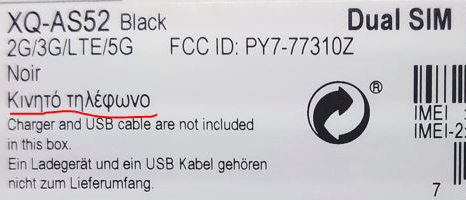 XQ-AS52 Black
Dual SIM
2G/3G/LTE/5G FCC ID: PY7-77310Z
Noir
Κινητό τηλέφωνο
Charger and USB cable are not included
in this box.
Ein Ladegerät und ein USB Kabel gehören
nicht zum Lieferumfang.
®
IMEI
IMEI-2
7